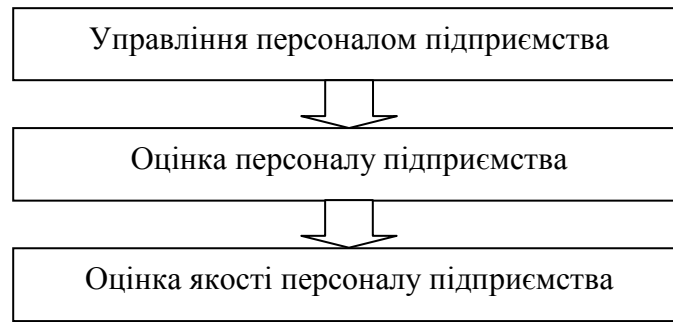 Управління персоналом підприємства
Оцінка персоналу підприємства
Оцінка якості персоналу підприємства